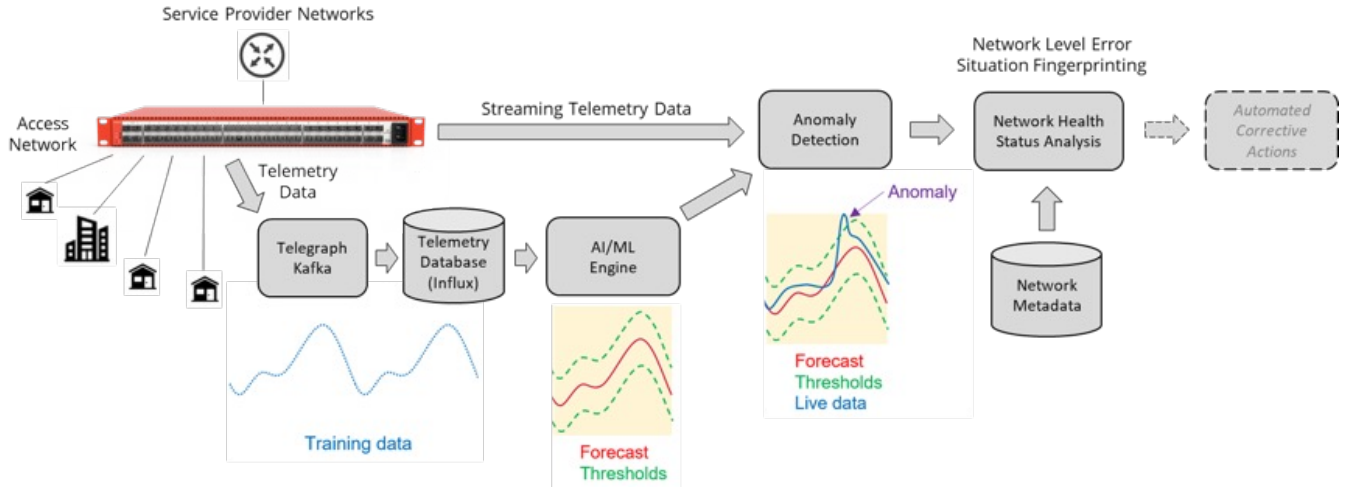 Service Provider Networks
Access
Network
Telemetry
Data
Streaming Telemetry Data
Telegraph
Kafka
Telemetry
Database
(Influx)
AI/ML
Engine
Training data
Forecast
Thresholds
Anomaly
Detection
Anomaly
Forecast
Thresholds
Live data
Network Level Error
Situation Fingerprinting
Network Health
Status Analysis
Network
Metadata
Automated
Corrective
Actions